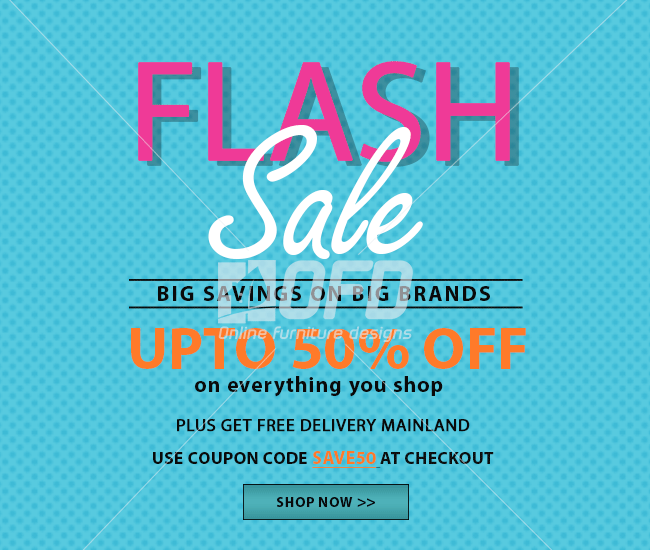 FLASH
Sale
BIG SAVINGS ON BIG BRANDS
OFD
Online furniture designs
UPTO 50% OFF
on everything you shop
PLUS GET FREE DELIVERY MAINLAND
USE COUPON CODE SAVE50 AT CHECKOUT
SHOP NOW >>